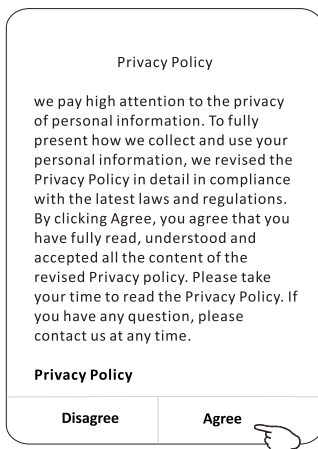 Privacy Policy
we pay high attention to the privacy
of personal information. To fully
present how we collect and use your
personal information, we revised the
Privacy Policy in detail in compliance
with the latest laws and regulations.
By clicking Agree, you agree that you
have fully read, understood and
accepted all the content of the
revised Privacy policy. Please take
your time to read the Privacy Policy. If
you have any question, please
contact us at any time.
Privacy Policy
Disagree Agree